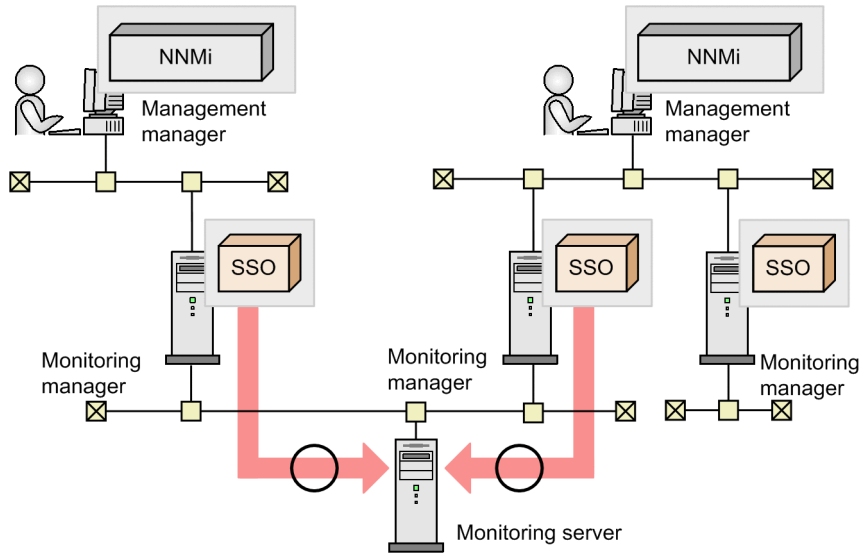 NNMi
Management
manager
NNMi
Management
manager
SSO
SSO
SSO
Monitoring
manager
Monitoring
manager
Monitoring
manager
Monitoring server